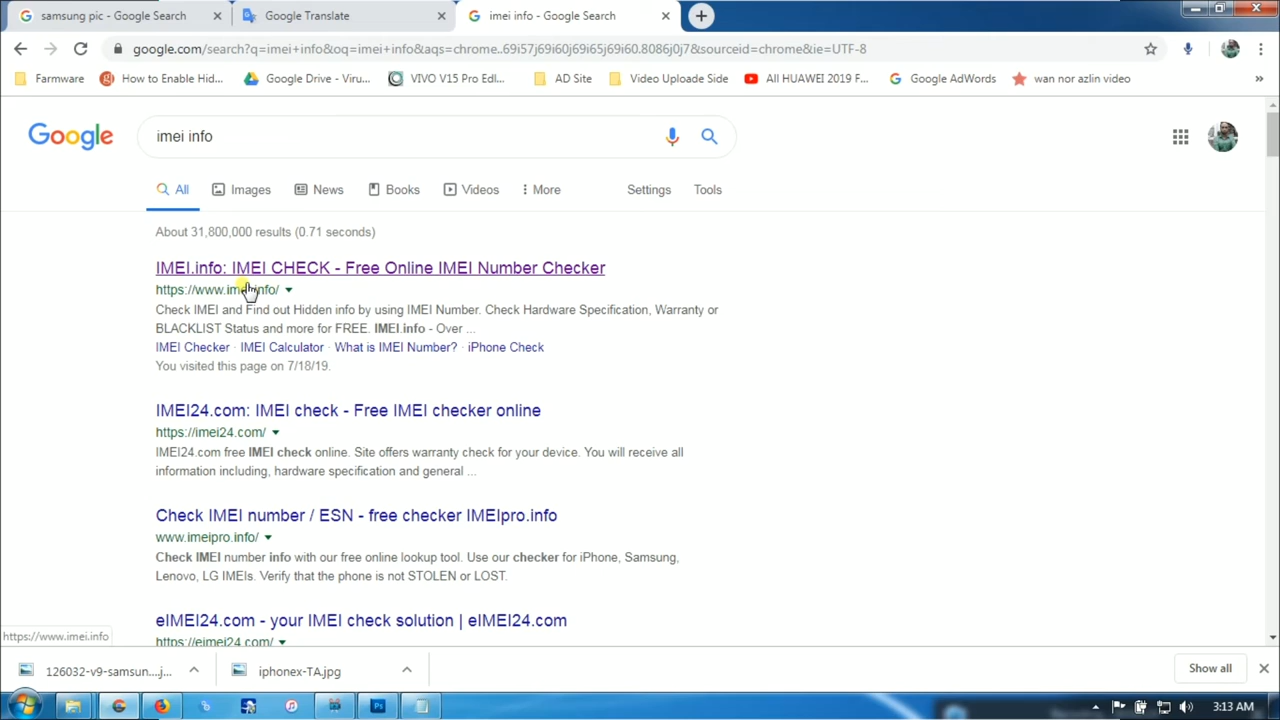 samsung pic - Google Search
Google Translate
imei info - Google Search
google.com/search?q=imei+info&oq=imei+info&aqs=chrome..69i57j69i60j69i65j69i60.8086j0j7&sourceid=chrome&ie=UTF-8
Farmware
How to Enable Hid...
Google Drive - Viru...
VIVO V15 Pro Edl...
AD Site
Video Uploade Side
All HUAWEI 2019 F...
Google AdWords
wan nor azlin video
»
Google
imei info
All
Images
News
Books
Videos
More
Settings
Tools
About 31,800,000 results (0.71 seconds)
IMEI.info: IMEI CHECK - Free Online IMEI Number Checker
https://www.imei.info/
Check IMEI and Find out Hidden info by using IMEI Number. Check Hardware Specification, Warranty or
BLACKLIST Status and more for FREE. IMEI.info - Over ...
IMEI Checker · IMEI Calculator · What is IMEI Number? · iPhone Check
You visited this page on 7/18/19.
IMEI24.com: IMEI check - Free IMEI checker online
https://imei24.com/
IMEI24.com free IMEI check online. Site offers warranty check for your device. You will receive all
information including, hardware specification and general ...
Check IMEI number / ESN - free checker IMEIpro.info
www.imeipro.info/
Check IMEI number info with our free online lookup tool. Use our checker for iPhone, Samsung,
Lenovo, LG IMEIs. Verify that the phone is not STOLEN or LOST.
eIMEI24.com - your IMEI check solution | eIMEI24.com
https://eimei24.com/
https://www.imei.info
126032-v9-samsun....j...
iphonex-TA.jpg
Show all
3:13 AM